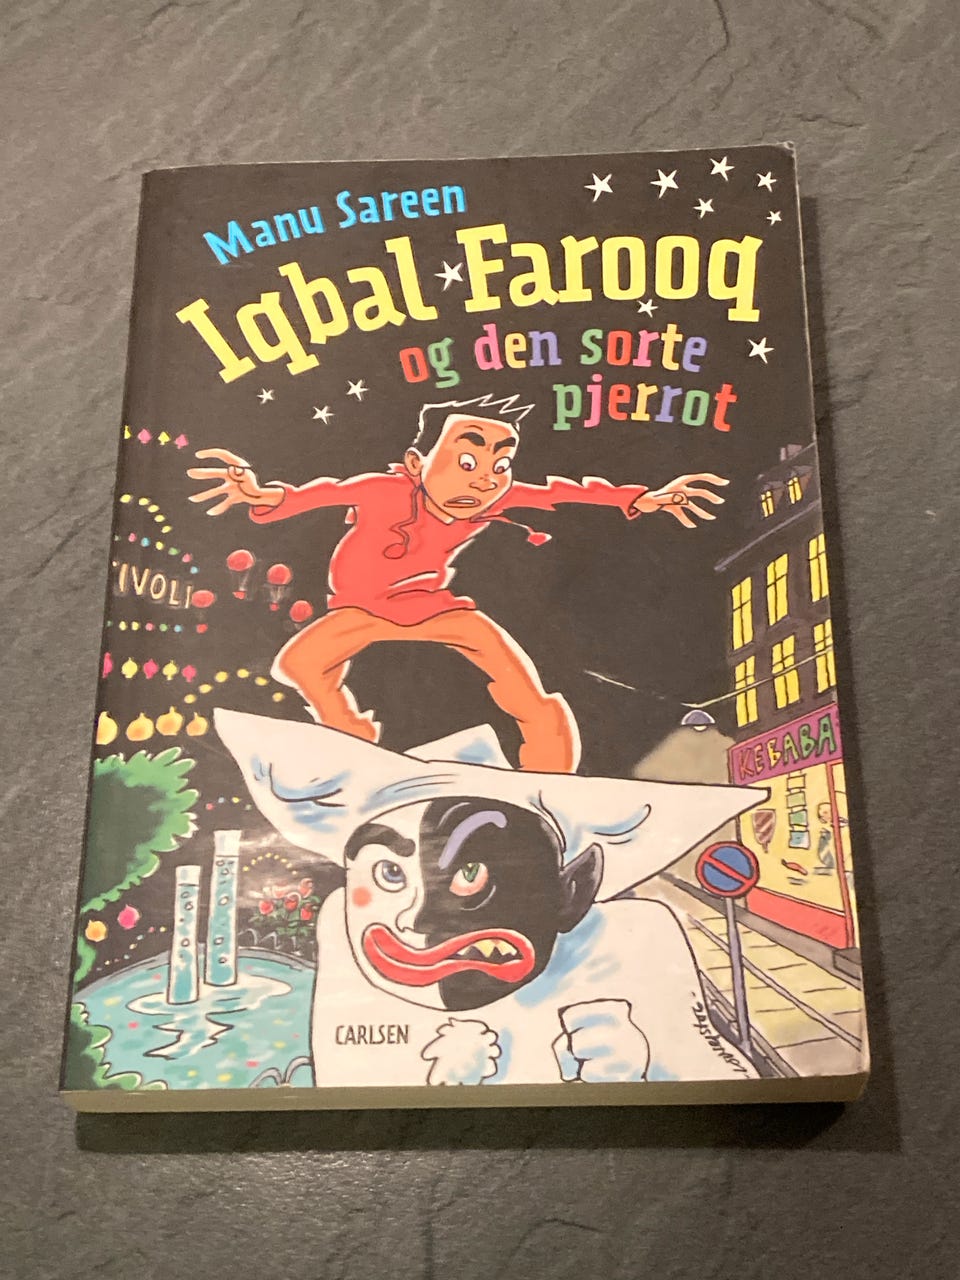 Manu Sareen
Iqbal Farooq
og den sorte
pjerrot
TIVOLI
KEBABA
CARLSEN